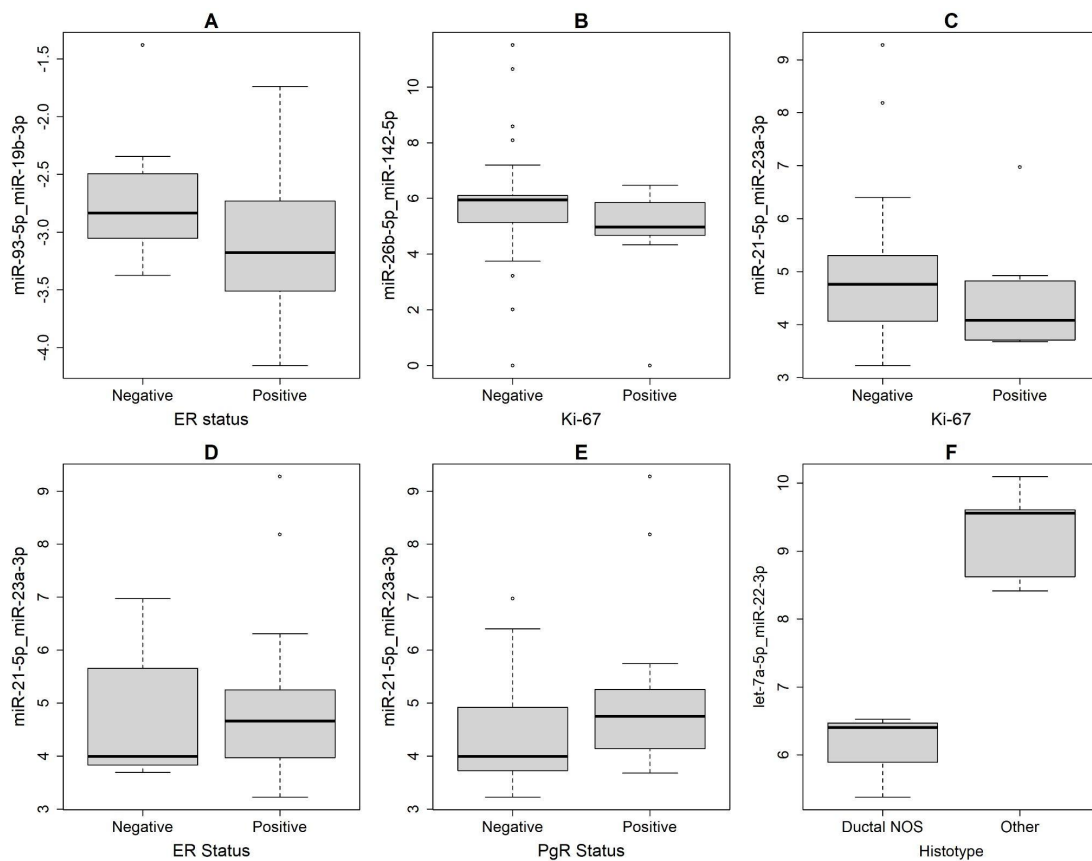 A
miR-93-5p_miR-19b-3p
-1.5
-2.0
-2.5
-3.0
-3.5
-4.0
Negative Positive
ER status
B
miR-26b-5p_miR-142-5p
10
8
6
4
2
0
Negative Positive
Ki-67
C
miR-21-5p_miR-23a-3p
9
8
7
6
5
4
3
Negative Positive
Ki-67
D
miR-21-5p_miR-23a-3p
9
8
7
6
5
4
3
Negative Positive
ER Status
E
miR-21-5p_miR-23a-3p
9
8
7
6
5
4
3
Negative Positive
PgR Status
F
let-7a-5p_miR-22-3p
10
9
8
7
6
Ductal NOS Other
Histotype